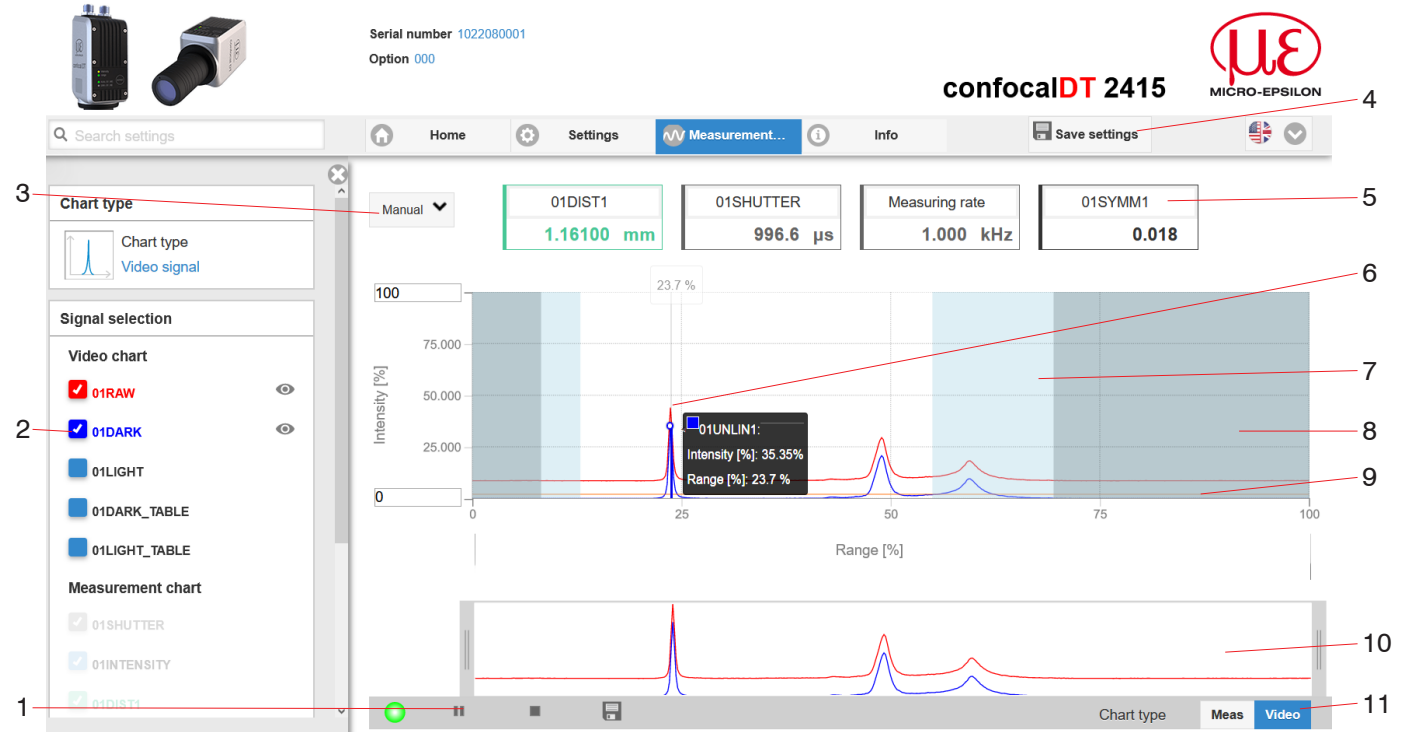 Serial number 1022080001
Option 000
confocalDT 2415
με
MICRO-EPSILON
4
Search settings
Home
Settings
Measurement...
Info
Save settings
3
Chart type
Chart type
Video signal
Manual
01DIST1
1.16100 mm
01SHUTTER
996.6 µs
Measuring rate
1.000 kHz
01SYMM1
0.018
5
6
Signal selection
Video chart
01RAW
2
01DARK
01LIGHT
01DARK_TABLE
01LIGHT_TABLE
Measurement chart
01SHUTTER
01INTENSITY
01DIST1
23.7 %
100
75.000
50.000
25.000
0
Intensity [%]
01UNLIN1:
Intensity [%]: 35.35%
Range [%]: 23.7 %
7
8
9
0
25
50
75
100
Range [%]
10
1
Chart type
Meas
Video
11